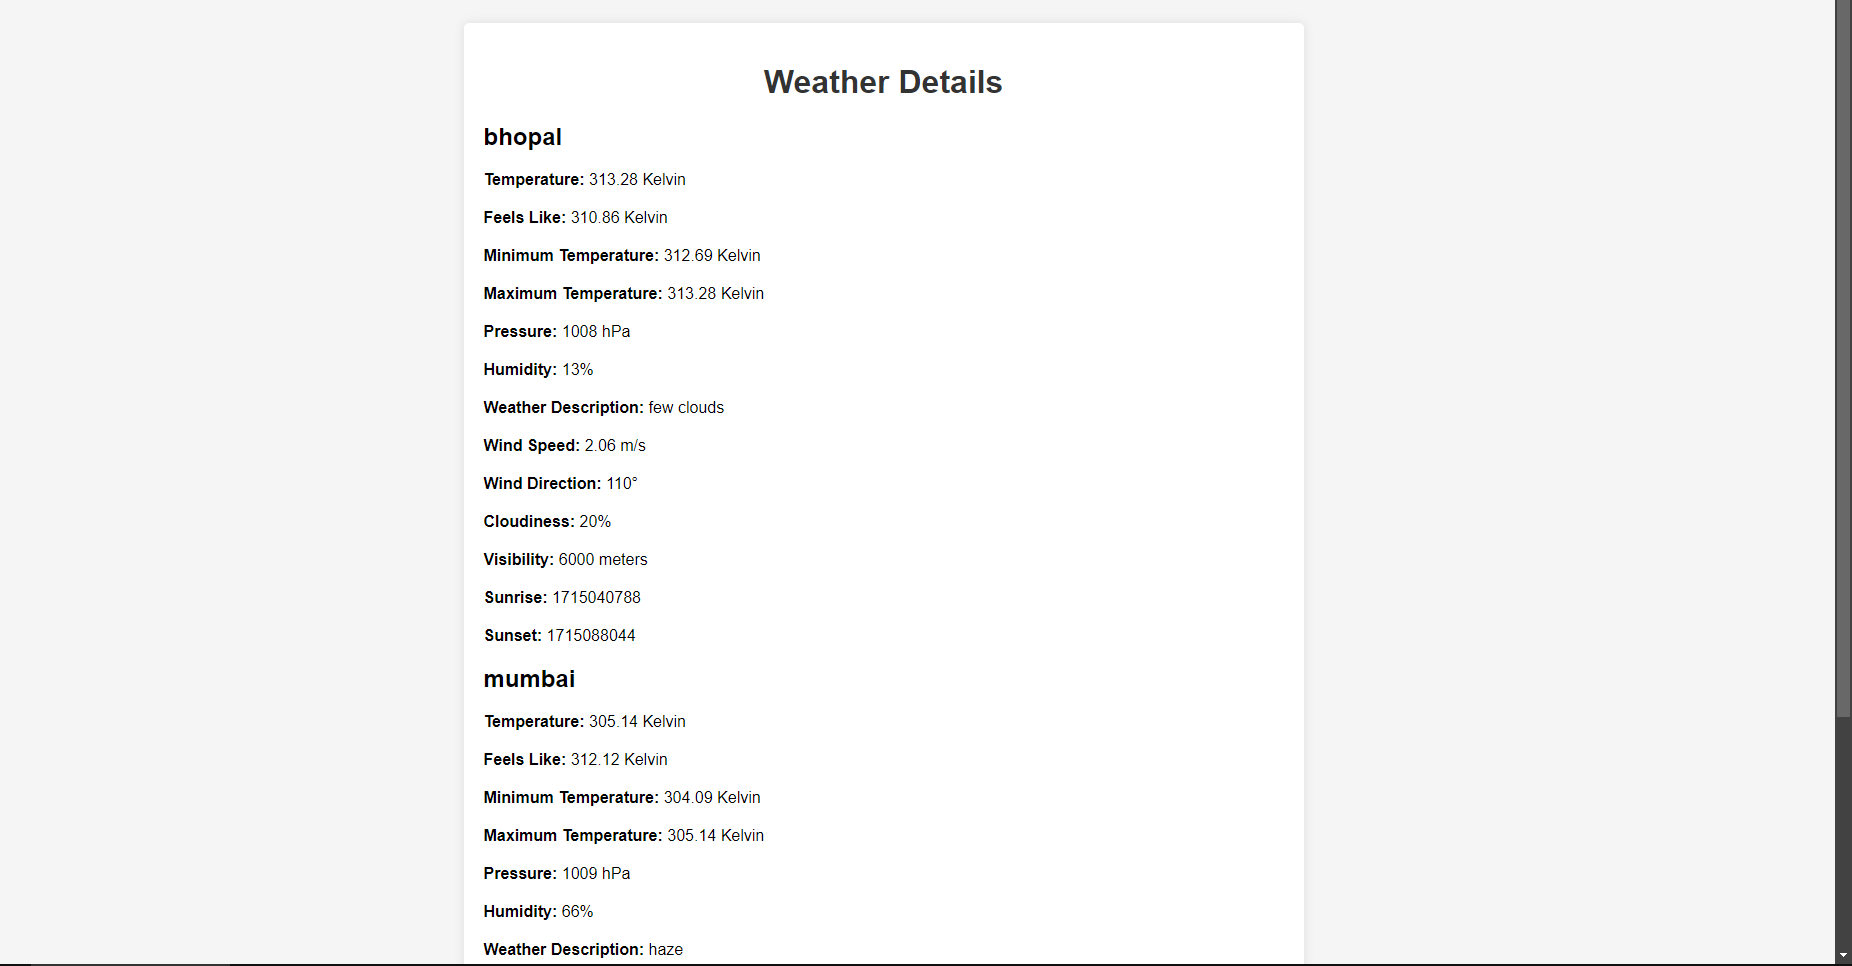 Weather Details
bhopal
Temperature: 313.28 Kelvin
Feels Like: 310.86 Kelvin
Minimum Temperature: 312.69 Kelvin
Maximum Temperature: 313.28 Kelvin
Pressure: 1008 hPa
Humidity: 13%
Weather Description: few clouds
Wind Speed: 2.06 m/s
Wind Direction: 110°
Cloudiness: 20%
Visibility: 6000 meters
Sunrise: 1715040788
Sunset: 1715088044
mumbai
Temperature: 305.14 Kelvin
Feels Like: 312.12 Kelvin
Minimum Temperature: 304.09 Kelvin
Maximum Temperature: 305.14 Kelvin
Pressure: 1009 hPa
Humidity: 66%
Weather Description: haze